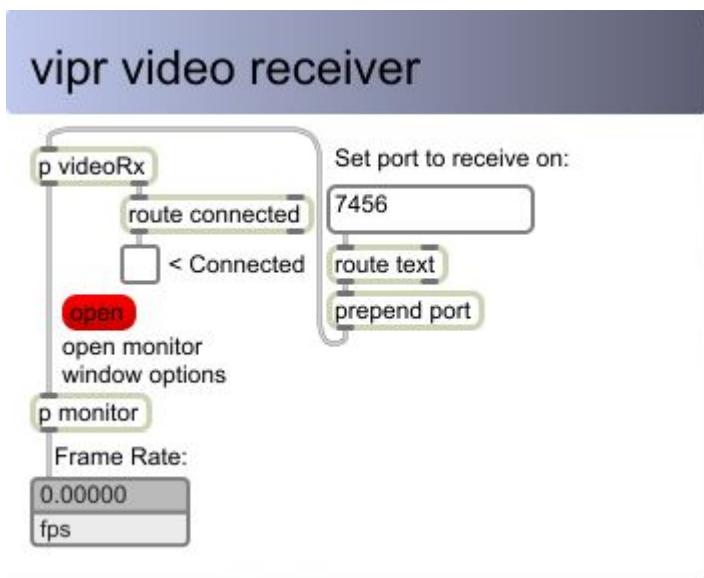 vipr video receiver
p videoRx
route connected
< Connected
open
open monitor
window options
p monitor
Frame Rate:
0.00000
fps
Set port to receive on:
7456
route text
prepend port